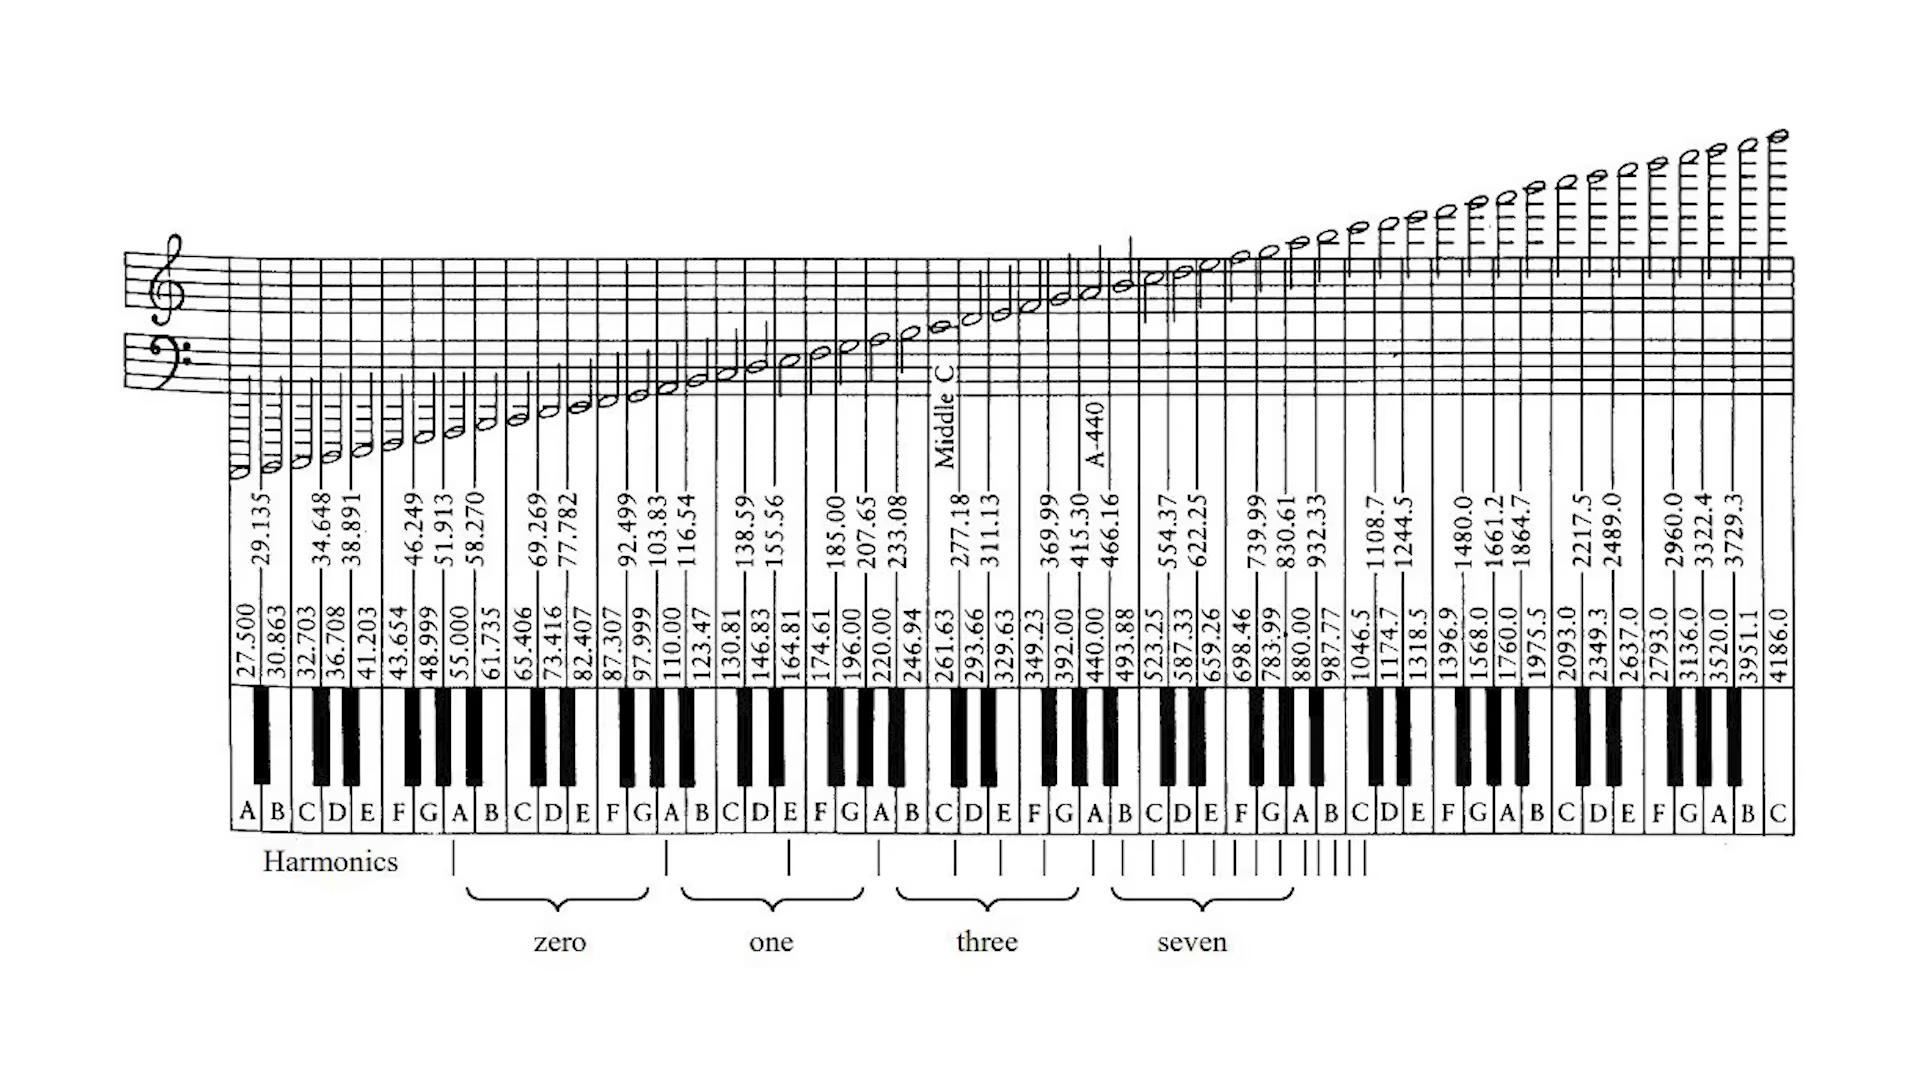 Middle C
A-440
29.135 34.648 38.891 46.249 51.913 58.270 69.269 77.782 92.499 103.83 116.54 138.59 155.56 185.00 207.65 233.08 277.18 311.13 369.99 415.30 466.16 554.37 622.25 739.99 830.61 932.33 1108.7 1244.5 1480.0 1661.2 1864.7 2217.5 2489.0 2960.0 3322.4 3729.3
27.500 30.863 32.703 36.708 41.203 43.654 48.999 55.000 61.735 65.406 73.416 82.407 87.307 97.999 110.00 123.47 130.81 146.83 164.81 174.61 196.00 220.00 246.94 261.63 293.66 329.63 349.23 392.00 440.00 493.88 523.25 587.33 659.26 698.46 783.99 880.00 987.77 1046.5 1174.7 1318.5 1396.9 1568.0 1760.0 1975.5 2093.0 2349.3 2637.0 2793.0 3136.0 3520.0 3951.1 4186.0
A B C D E F G A B C D E F G A B C D E F G A B C D E F G A B C D E F G A B C D E F G A B C D E F G A B C
Harmonics
zero one three seven